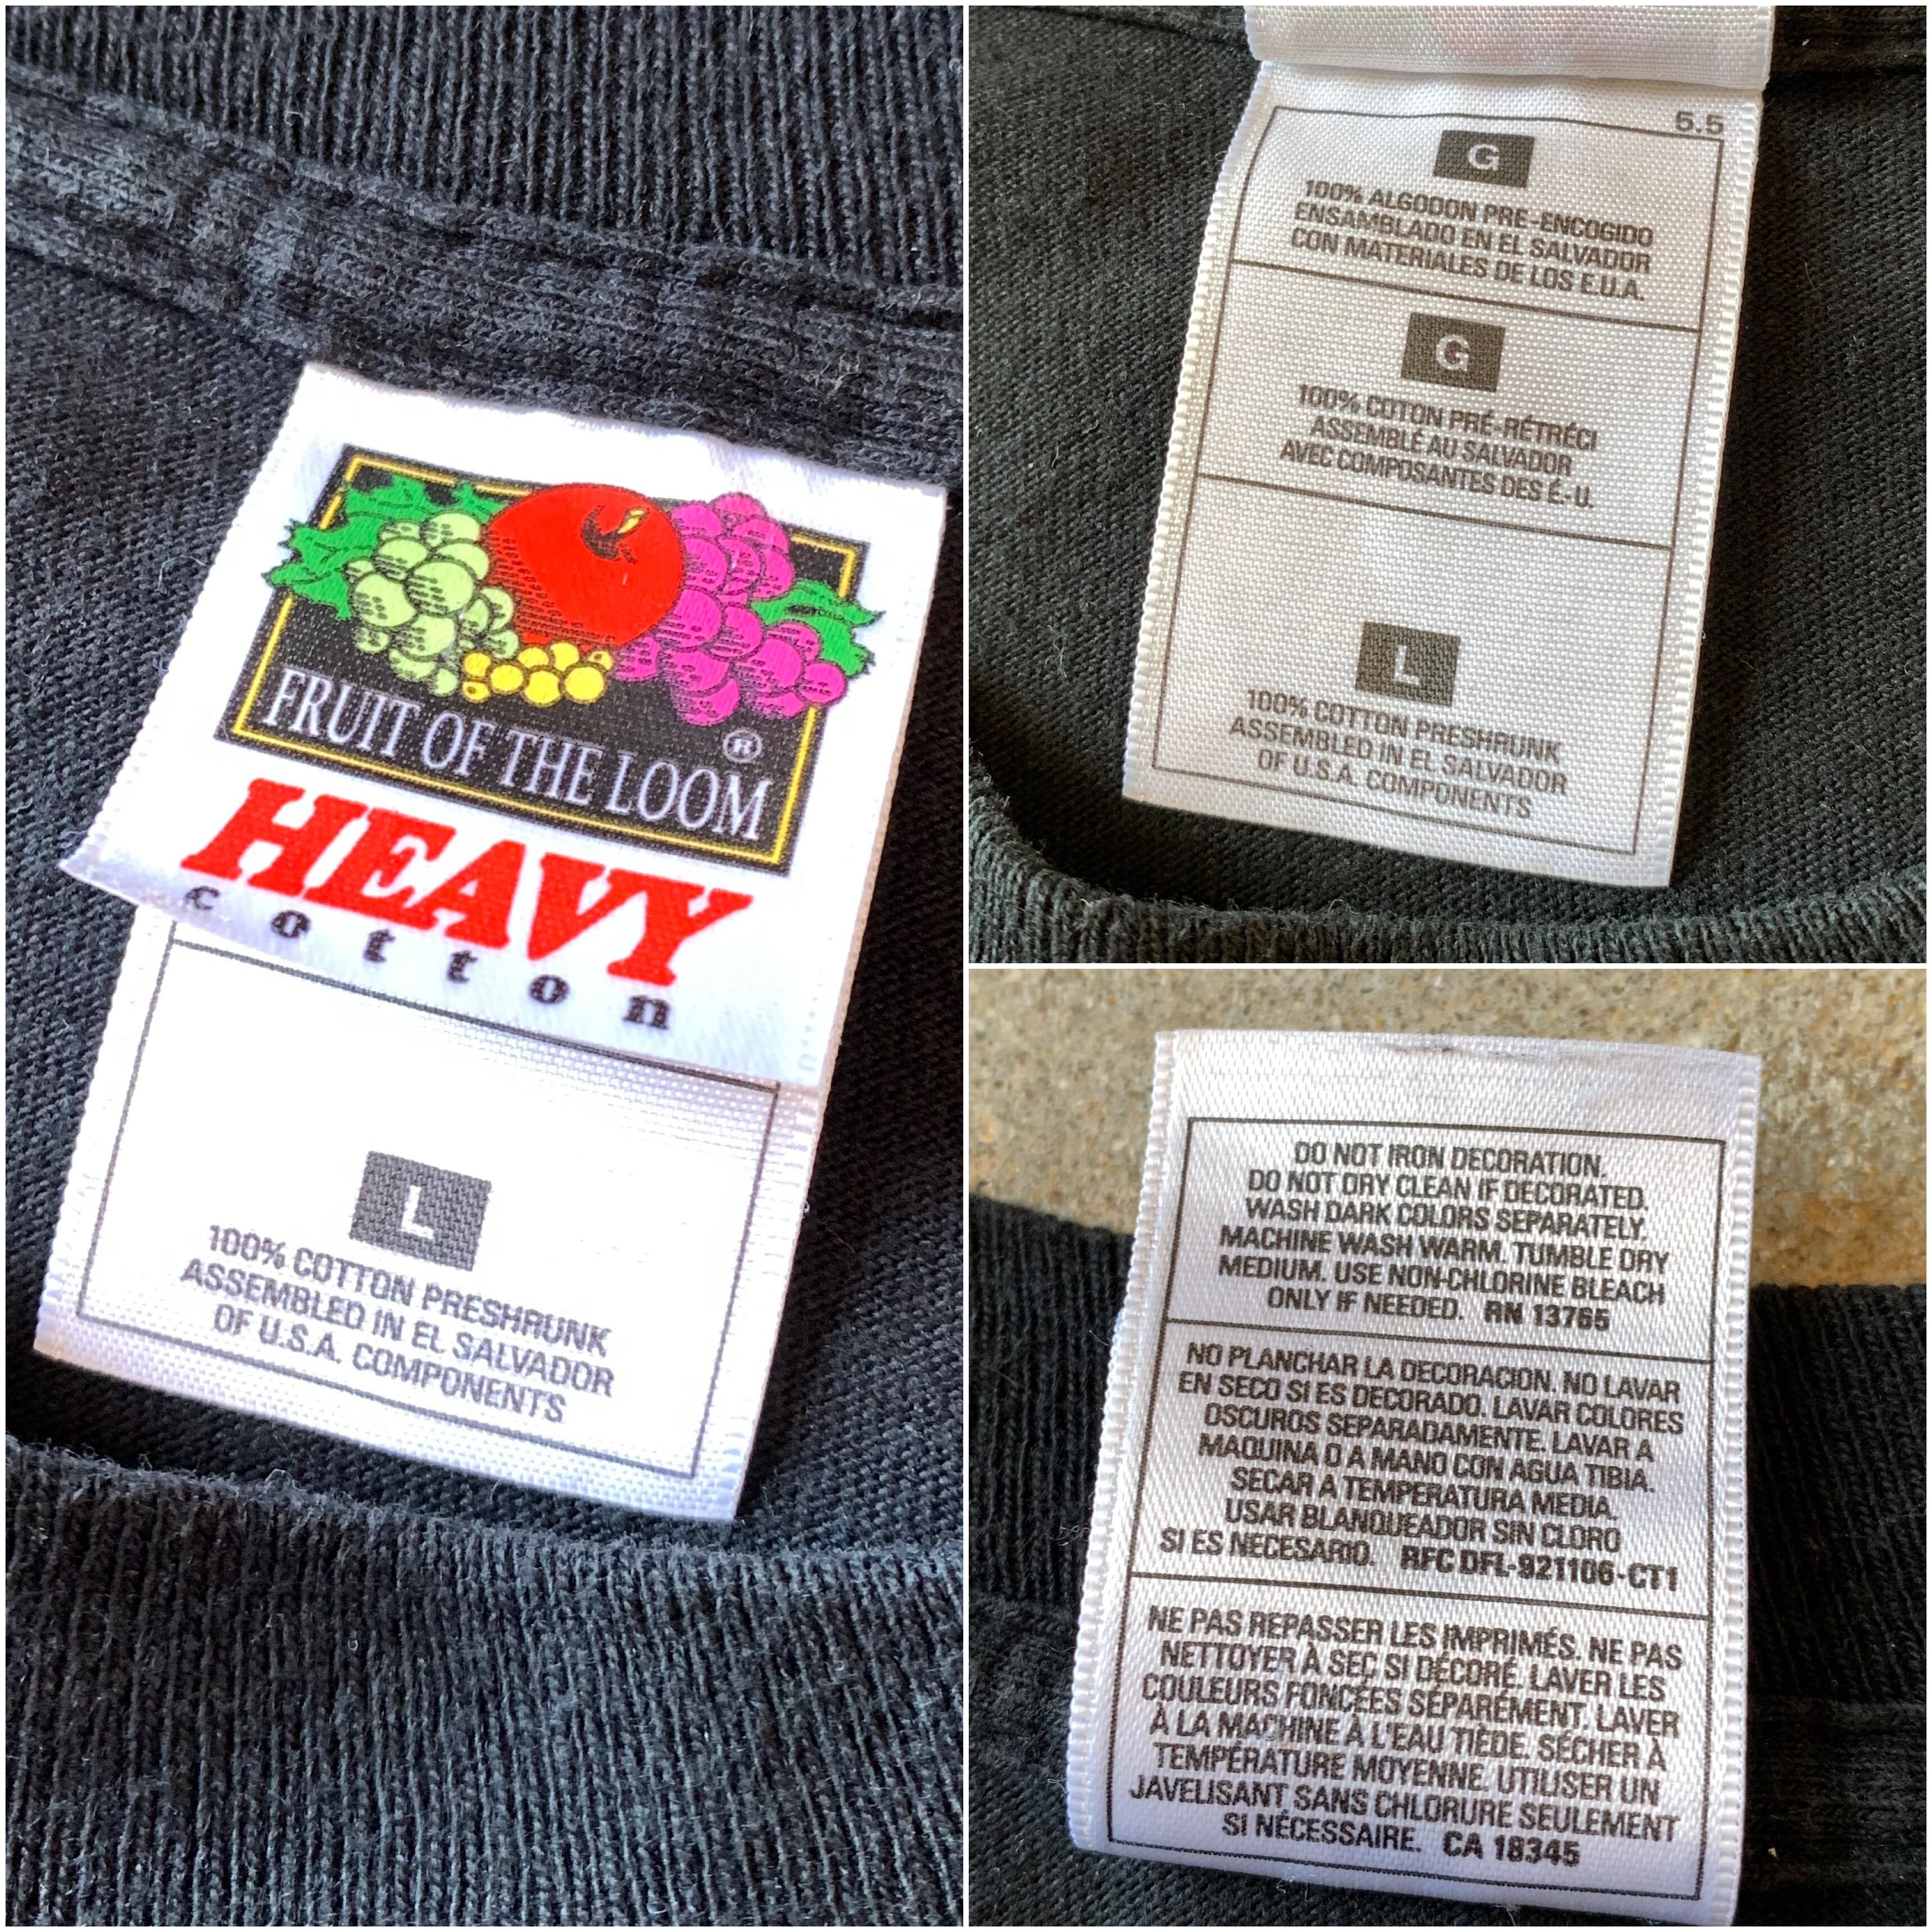 FRUIT OF THE LOOM
®
HEAVY
cotton
L
100% COTTON PRESHRUNK
ASSEMBLED IN EL SALVADOR
OF U.S.A. COMPONENTS
5.5
G
100% ALGODON PRE-ENCOGIDO
ENSAMBLADO EN EL SALVADOR
CON MATERIALES DE LOS E.U.A.
G
100% COTON PRÉ-RÉTRÉCI
ASSEMBLÉ AU SALVADOR
AVEC COMPOSANTES DES É-U.
L
100% COTTON PRESHRUNK
ASSEMBLED IN EL SALVADOR
OF U.S.A. COMPONENTS
DO NOT IRON DECORATION.
DO NOT DRY CLEAN IF DECORATED.
WASH DARK COLORS SEPARATELY.
MACHINE WASH WARM. TUMBLE DRY
MEDIUM. USE NON-CHLORINE BLEACH
ONLY IF NEEDED. RN 13765
NO PLANCHAR LA DECORACION. NO LAVAR
EN SECO SI ES DECORADO. LAVAR COLORES
OSCUROS SEPARADAMENTE. LAVAR A
MAQUINA O A MANO CON AGUA TIBIA.
SECAR A TEMPERATURA MEDIA.
USAR BLANQUEADOR SIN CLORO
SI ES NECESARIO. RFC DFL-921106-CT1
NE PAS REPASSER LES IMPRIMÉS. NE PAS
NETTOYER À SEC SI DÉCORÉ. LAVER LES
COULEURS FONCÉES SÉPARÉMENT. LAVER
À LA MACHINE À L'EAU TIÈDE. SÉCHER À
TEMPÉRATURE MOYENNE. UTILISER UN
JAVELISANT SANS CHLORURE SEULEMENT
SI NÉCESSAIRE. CA 18345